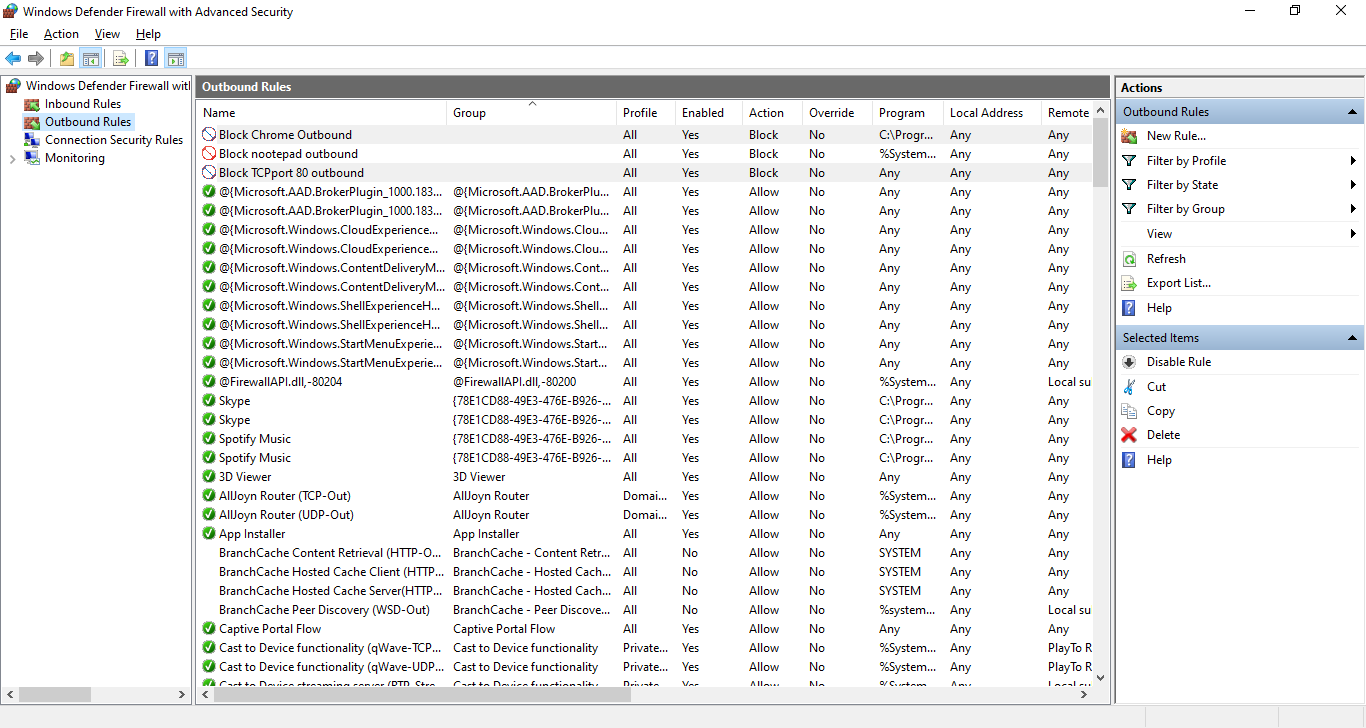 Windows Defender Firewall with Advanced Security
File Action View Help
Windows Defender Firewall with
Inbound Rules
Outbound Rules
Connection Security Rules
Monitoring
Outbound Rules
Name Group Profile Enabled Action Override Program Local Address Remote
Block Chrome Outbound All Yes Block No C:\Progr... Any Any
Block nootepad outbound All Yes Block No %System... Any Any
Block TCPport 80 outbound All Yes Block No Any Any Any
@{Microsoft.AAD.BrokerPlugin_1000.183... @{Microsoft.AAD.BrokerPlu... All Yes Allow No Any Any Any
@{Microsoft.AAD.BrokerPlugin_1000.183... @{Microsoft.AAD.BrokerPlu... All Yes Allow No Any Any Any
@{Microsoft.Windows.CloudExperience... @{Microsoft.Windows.Clou... All Yes Allow No Any Any Any
@{Microsoft.Windows.CloudExperience... @{Microsoft.Windows.Clou... All Yes Allow No Any Any Any
@{Microsoft.Windows.ContentDeliveryM... @{Microsoft.Windows.Cont... All Yes Allow No Any Any Any
@{Microsoft.Windows.ContentDeliveryM... @{Microsoft.Windows.Cont... All Yes Allow No Any Any Any
@{Microsoft.Windows.ShellExperienceH... @{Microsoft.Windows.Shell... All Yes Allow No Any Any Any
@{Microsoft.Windows.ShellExperienceH... @{Microsoft.Windows.Shell... All Yes Allow No Any Any Any
@{Microsoft.Windows.StartMenuExperie... @{Microsoft.Windows.Start... All Yes Allow No Any Any Any
@{Microsoft.Windows.StartMenuExperie... @{Microsoft.Windows.Start... All Yes Allow No Any Any Any
@FirewallAPI.dll,-80204 @FirewallAPI.dll,-80200 All Yes Allow No %System... Any Local su
Skype {78E1CD88-49E3-476E-B926-... All Yes Allow No C:\Progr... Any Any
Skype {78E1CD88-49E3-476E-B926-... All Yes Allow No C:\Progr... Any Any
Spotify Music {78E1CD88-49E3-476E-B926-... All Yes Allow No C:\Progr... Any Any
Spotify Music {78E1CD88-49E3-476E-B926-... All Yes Allow No C:\Progr... Any Any
3D Viewer 3D Viewer All Yes Allow No Any Any Any
AllJoyn Router (TCP-Out) AllJoyn Router Domai... Yes Allow No %System... Any Any
AllJoyn Router (UDP-Out) AllJoyn Router Domai... Yes Allow No %System... Any Any
App Installer App Installer All Yes Allow No Any Any Any
BranchCache Content Retrieval (HTTP-O... BranchCache - Content Retr... All No Allow No SYSTEM Any Any
BranchCache Hosted Cache Client (HTTP... BranchCache - Hosted Cach... All No Allow No SYSTEM Any Any
BranchCache Hosted Cache Server(HTTP... BranchCache - Hosted Cach... All No Allow No SYSTEM Any Any
BranchCache Peer Discovery (WSD-Out) BranchCache - Peer Discove... All No Allow No %system... Any Local su
Captive Portal Flow Captive Portal Flow All Yes Allow No Any Any Any
Cast to Device functionality (qWave-TCP... Cast to Device functionality Private... Yes Allow No %System... Any PlayTo R
Cast to Device functionality (qWave-UDP... Cast to Device functionality Private... Yes Allow No %System... Any PlayTo R
Cast to Device streaming server (RTP-Stre... Cast to Device functionality Private... Yes Allow No %System... Any Local su
Actions
Outbound Rules
New Rule...
Filter by Profile
Filter by State
Filter by Group
View
Refresh
Export List...
Help
Selected Items
Disable Rule
Cut
Copy
Delete
Help